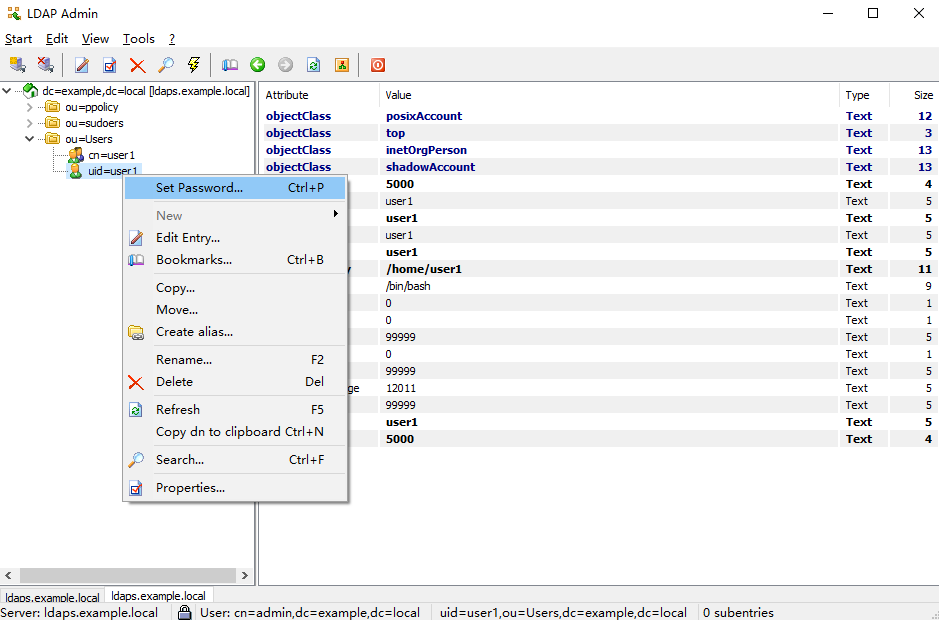 LDAP Admin
Start Edit View Tools ?
dc=example,dc=local [ldaps.example.local]
ou=ppolicy
ou=sudoers
ou=Users
cn=user1
uid=user1
Set Password... Ctrl+P
New
Edit Entry...
Bookmarks... Ctrl+B
Copy...
Move...
Create alias...
Rename... F2
Delete Del
Refresh F5
Copy dn to clipboard Ctrl+N
Search... Ctrl+F
Properties...
Attribute Value Type Size
objectClass posixAccount Text 12
objectClass top Text 3
objectClass inetOrgPerson Text 13
objectClass shadowAccount Text 13
5000 Text 4
user1 Text 5
user1 Text 5
user1 Text 5
user1 Text 5
y /home/user1 Text 11
/bin/bash Text 9
0 Text 1
0 Text 1
99999 Text 5
0 Text 1
99999 Text 5
ge 12011 Text 5
99999 Text 5
user1 Text 5
5000 Text 4
ldaps.example.local ldaps.example.local
Server: ldaps.example.local User: cn=admin,dc=example,dc=local uid=user1,ou=Users,dc=example,dc=local 0 subentries